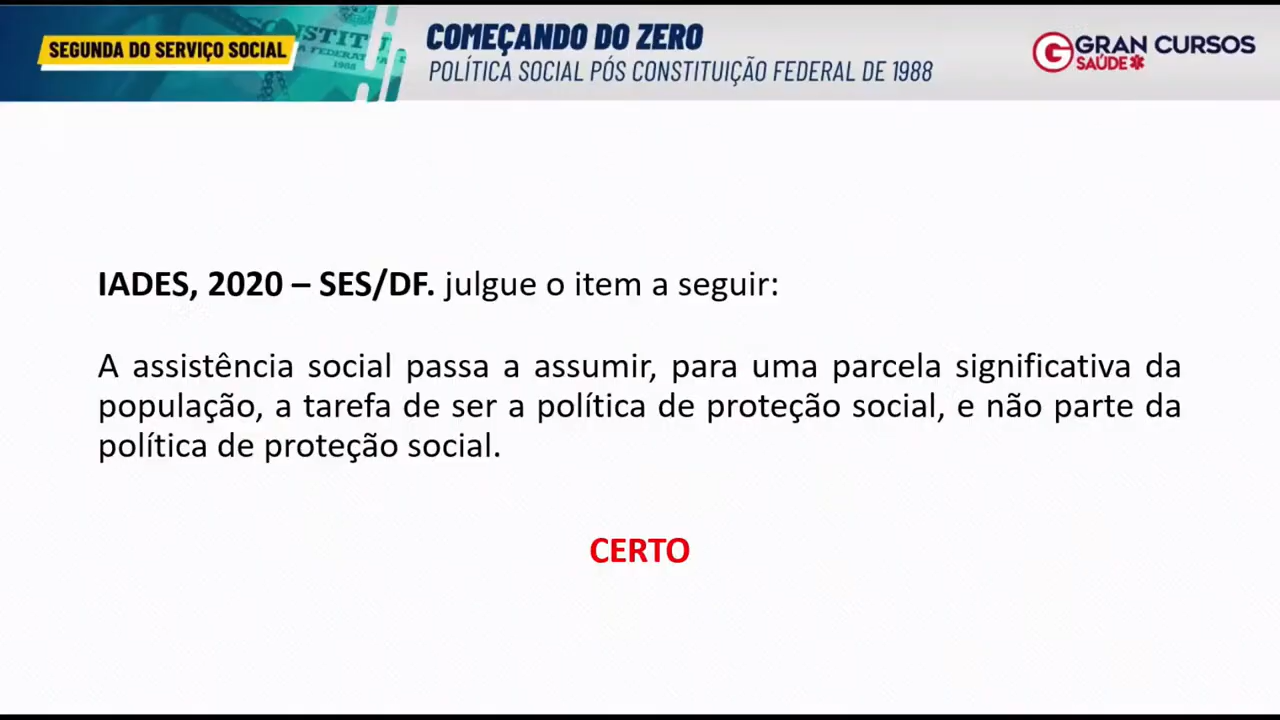 SEGUNDA DO SERVIÇO SOCIAL
COMEÇANDO DO ZERO
POLÍTICA SOCIAL PÓS CONSTITUIÇÃO FEDERAL DE 1988
GRAN CURSOS
SAÚDE
IADES, 2020 – SES/DF. julgue o item a seguir:
A assistência social passa a assumir, para uma parcela significativa da
população, a tarefa de ser a política de proteção social, e não parte da
política de proteção social.
CERTO